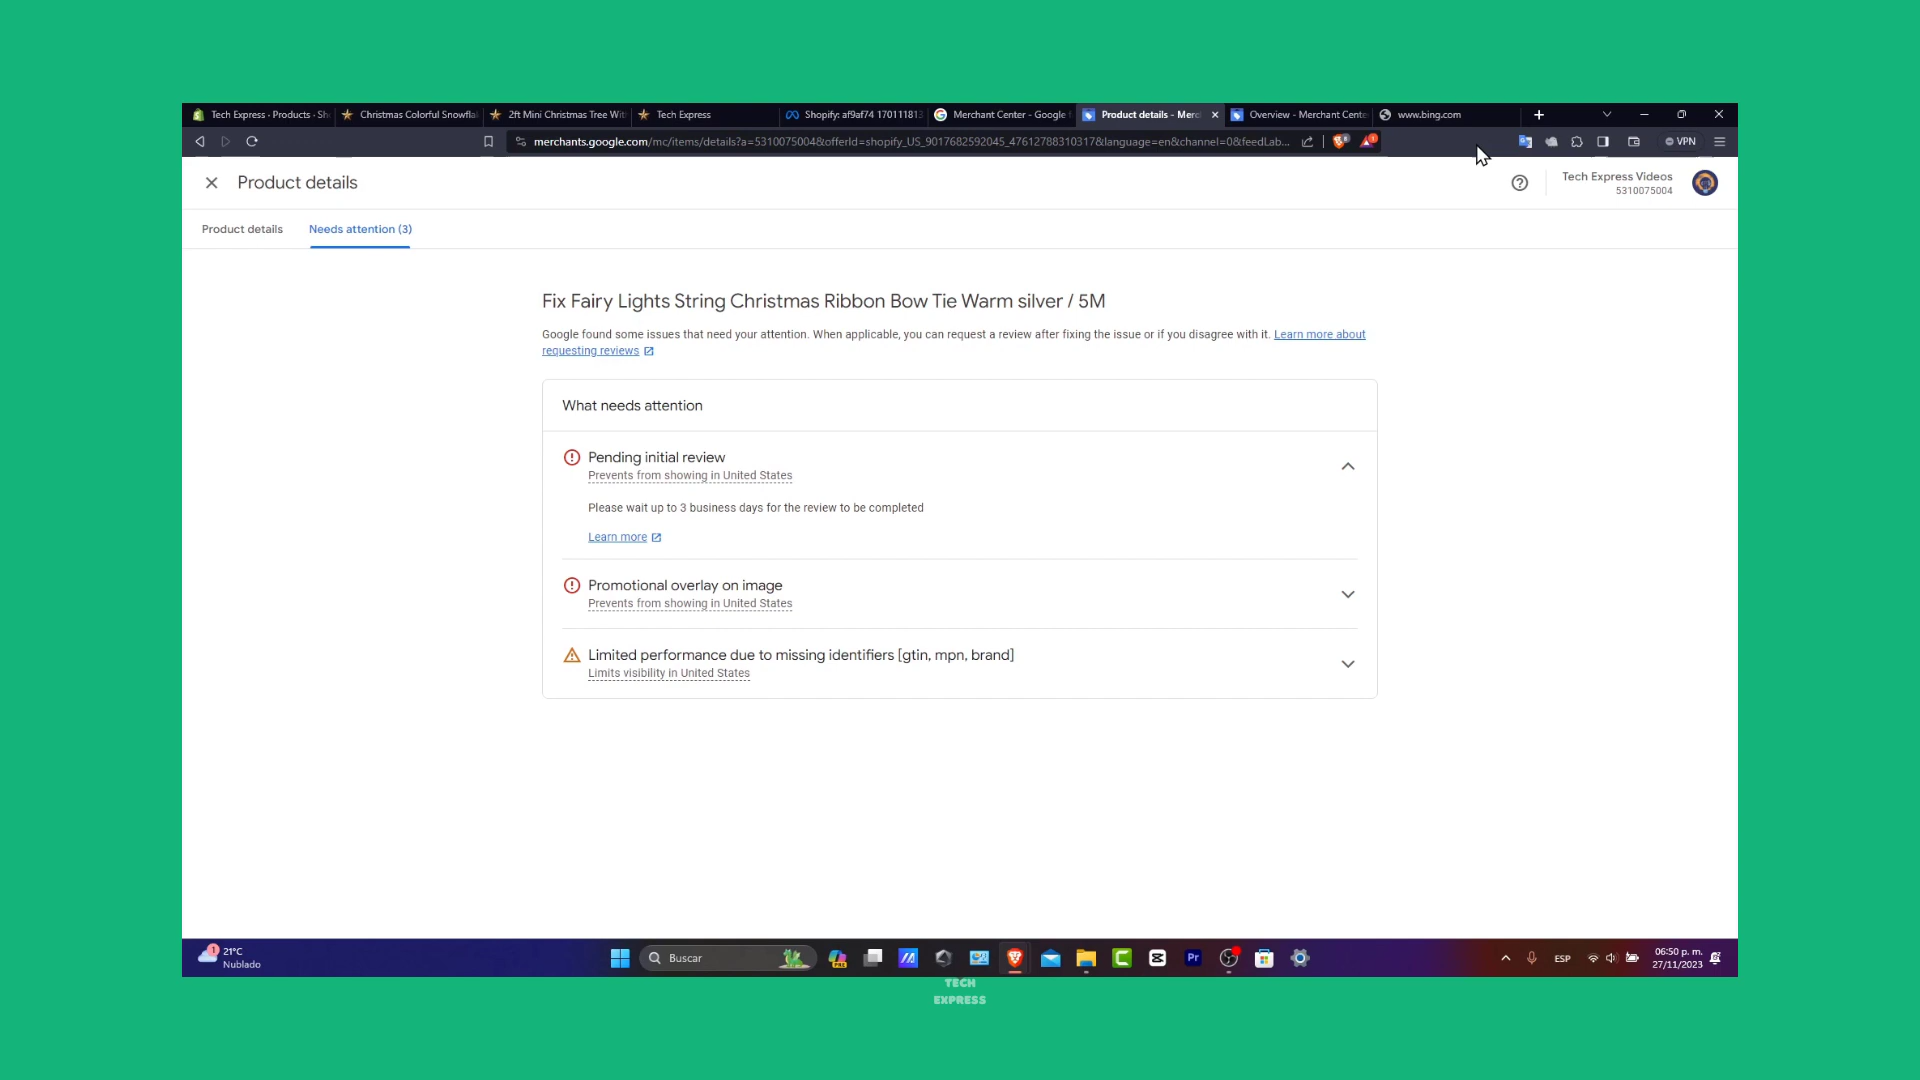 Tech Express - Products - Sh
Christmas Colorful Snowfla
2ft Mini Christmas Tree Wit
Tech Express
Shopify: af9af74 170111813
Merchant Center - Google
Product details - Merc
Overview - Merchant Cente
www.bing.com
merchants.google.com/mc/items/details?a=5310075004&offerId=shopify_US_9017682592045_47612788310317&language=en&channel=0&feedLab...
VPN
Product details
Tech Express Videos
5310075004
Product details
Needs attention (3)
Fix Fairy Lights String Christmas Ribbon Bow Tie Warm silver / 5M
Google found some issues that need your attention. When applicable, you can request a review after fixing the issue or if you disagree with it. Learn more about
requesting reviews
What needs attention
Pending initial review
Prevents from showing in United States
Please wait up to 3 business days for the review to be completed
Learn more
Promotional overlay on image
Prevents from showing in United States
Limited performance due to missing identifiers [gtin, mpn, brand]
Limits visibility in United States
1
21°C
Nublado
Buscar
PRE
Pr
ESP
06:50 p. m.
27/11/2023
TECH
EXPRESS